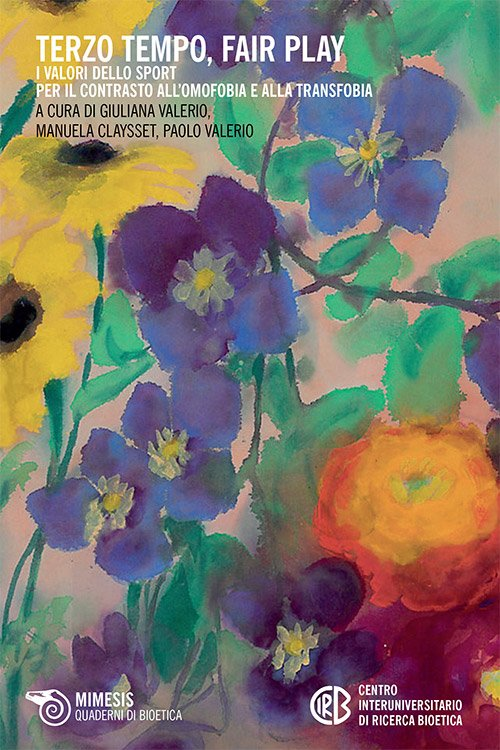 TERZO TEMPO, FAIR PLAY
I VALORI DELLO SPORT
PER IL CONTRASTO ALL'OMOFOBIA E ALLA TRANSFOBIA
A CURA DI GIULIANA VALERIO,
MANUELA CLAYSSET, PAOLO VALERIO
MIMESIS
QUADERNI DI BIOETICA
CIRB
CENTRO
INTERUNIVERSITARIO
DI RICERCA BIOETICA